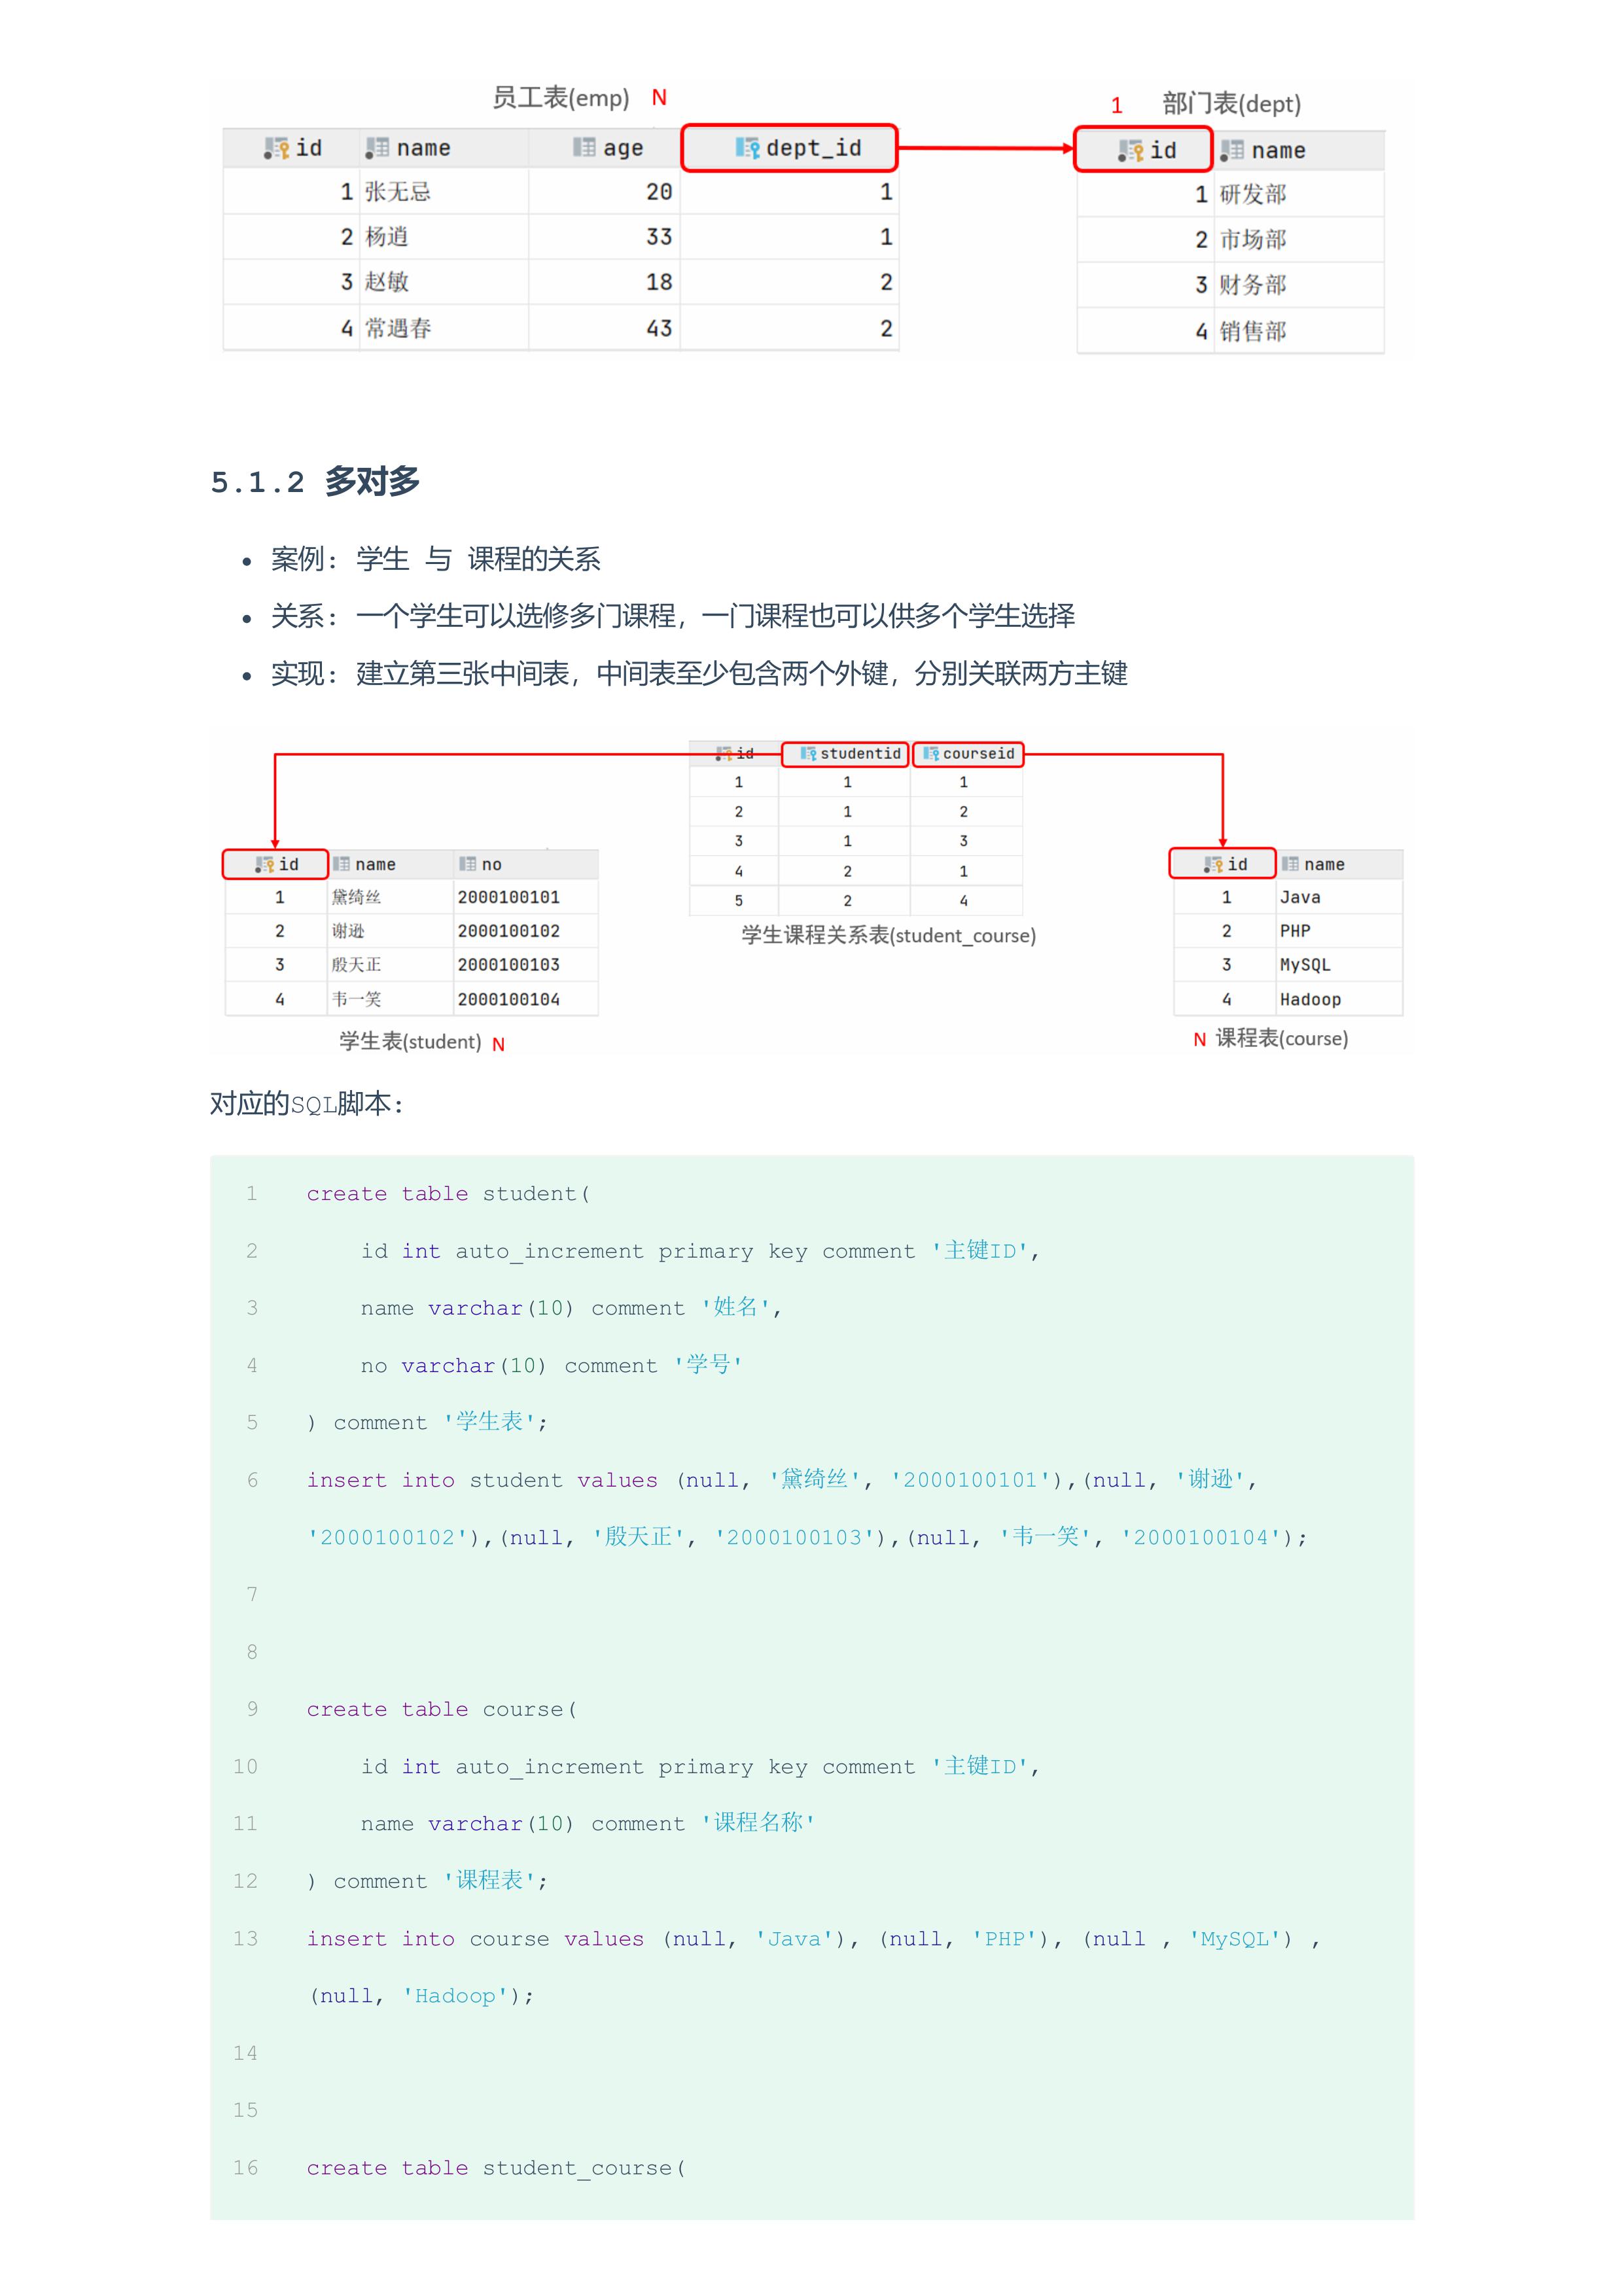 员工表(emp) N
1 部门表(dept)
id name age dept_id
1 张无忌 20 1
2 杨逍 33 1
3 赵敏 18 2
4 常遇春 43 2
id name
1 研发部
2 市场部
3 财务部
4 销售部
5.1.2 多对多
• 案例: 学生 与 课程的关系
• 关系: 一个学生可以选修多门课程，一门课程也可以供多个学生选择
• 实现: 建立第三张中间表，中间表至少包含两个外键，分别关联两方主键
id studentid courseid
1 1 1
2 1 2
3 1 3
4 2 1
5 2 4
学生课程关系表(student_course)
id name no
1 黛绮丝 2000100101
2 谢逊 2000100102
3 殷天正 2000100103
4 韦一笑 2000100104
学生表(student) N
id name
1 Java
2 PHP
3 MySQL
4 Hadoop
N 课程表(course)
对应的SQL脚本:
1 create table student(
2 id int auto_increment primary key comment '主键ID',
3 name varchar(10) comment '姓名',
4 no varchar(10) comment '学号'
5 ) comment '学生表';
6 insert into student values (null, '黛绮丝', '2000100101'),(null, '谢逊',
'2000100102'),(null, '殷天正', '2000100103'),(null, '韦一笑', '2000100104');
7
8
9 create table course(
10 id int auto_increment primary key comment '主键ID',
11 name varchar(10) comment '课程名称'
12 ) comment '课程表';
13 insert into course values (null, 'Java'), (null, 'PHP'), (null , 'MySQL') ,
(null, 'Hadoop');
14
15
16 create table student_course(